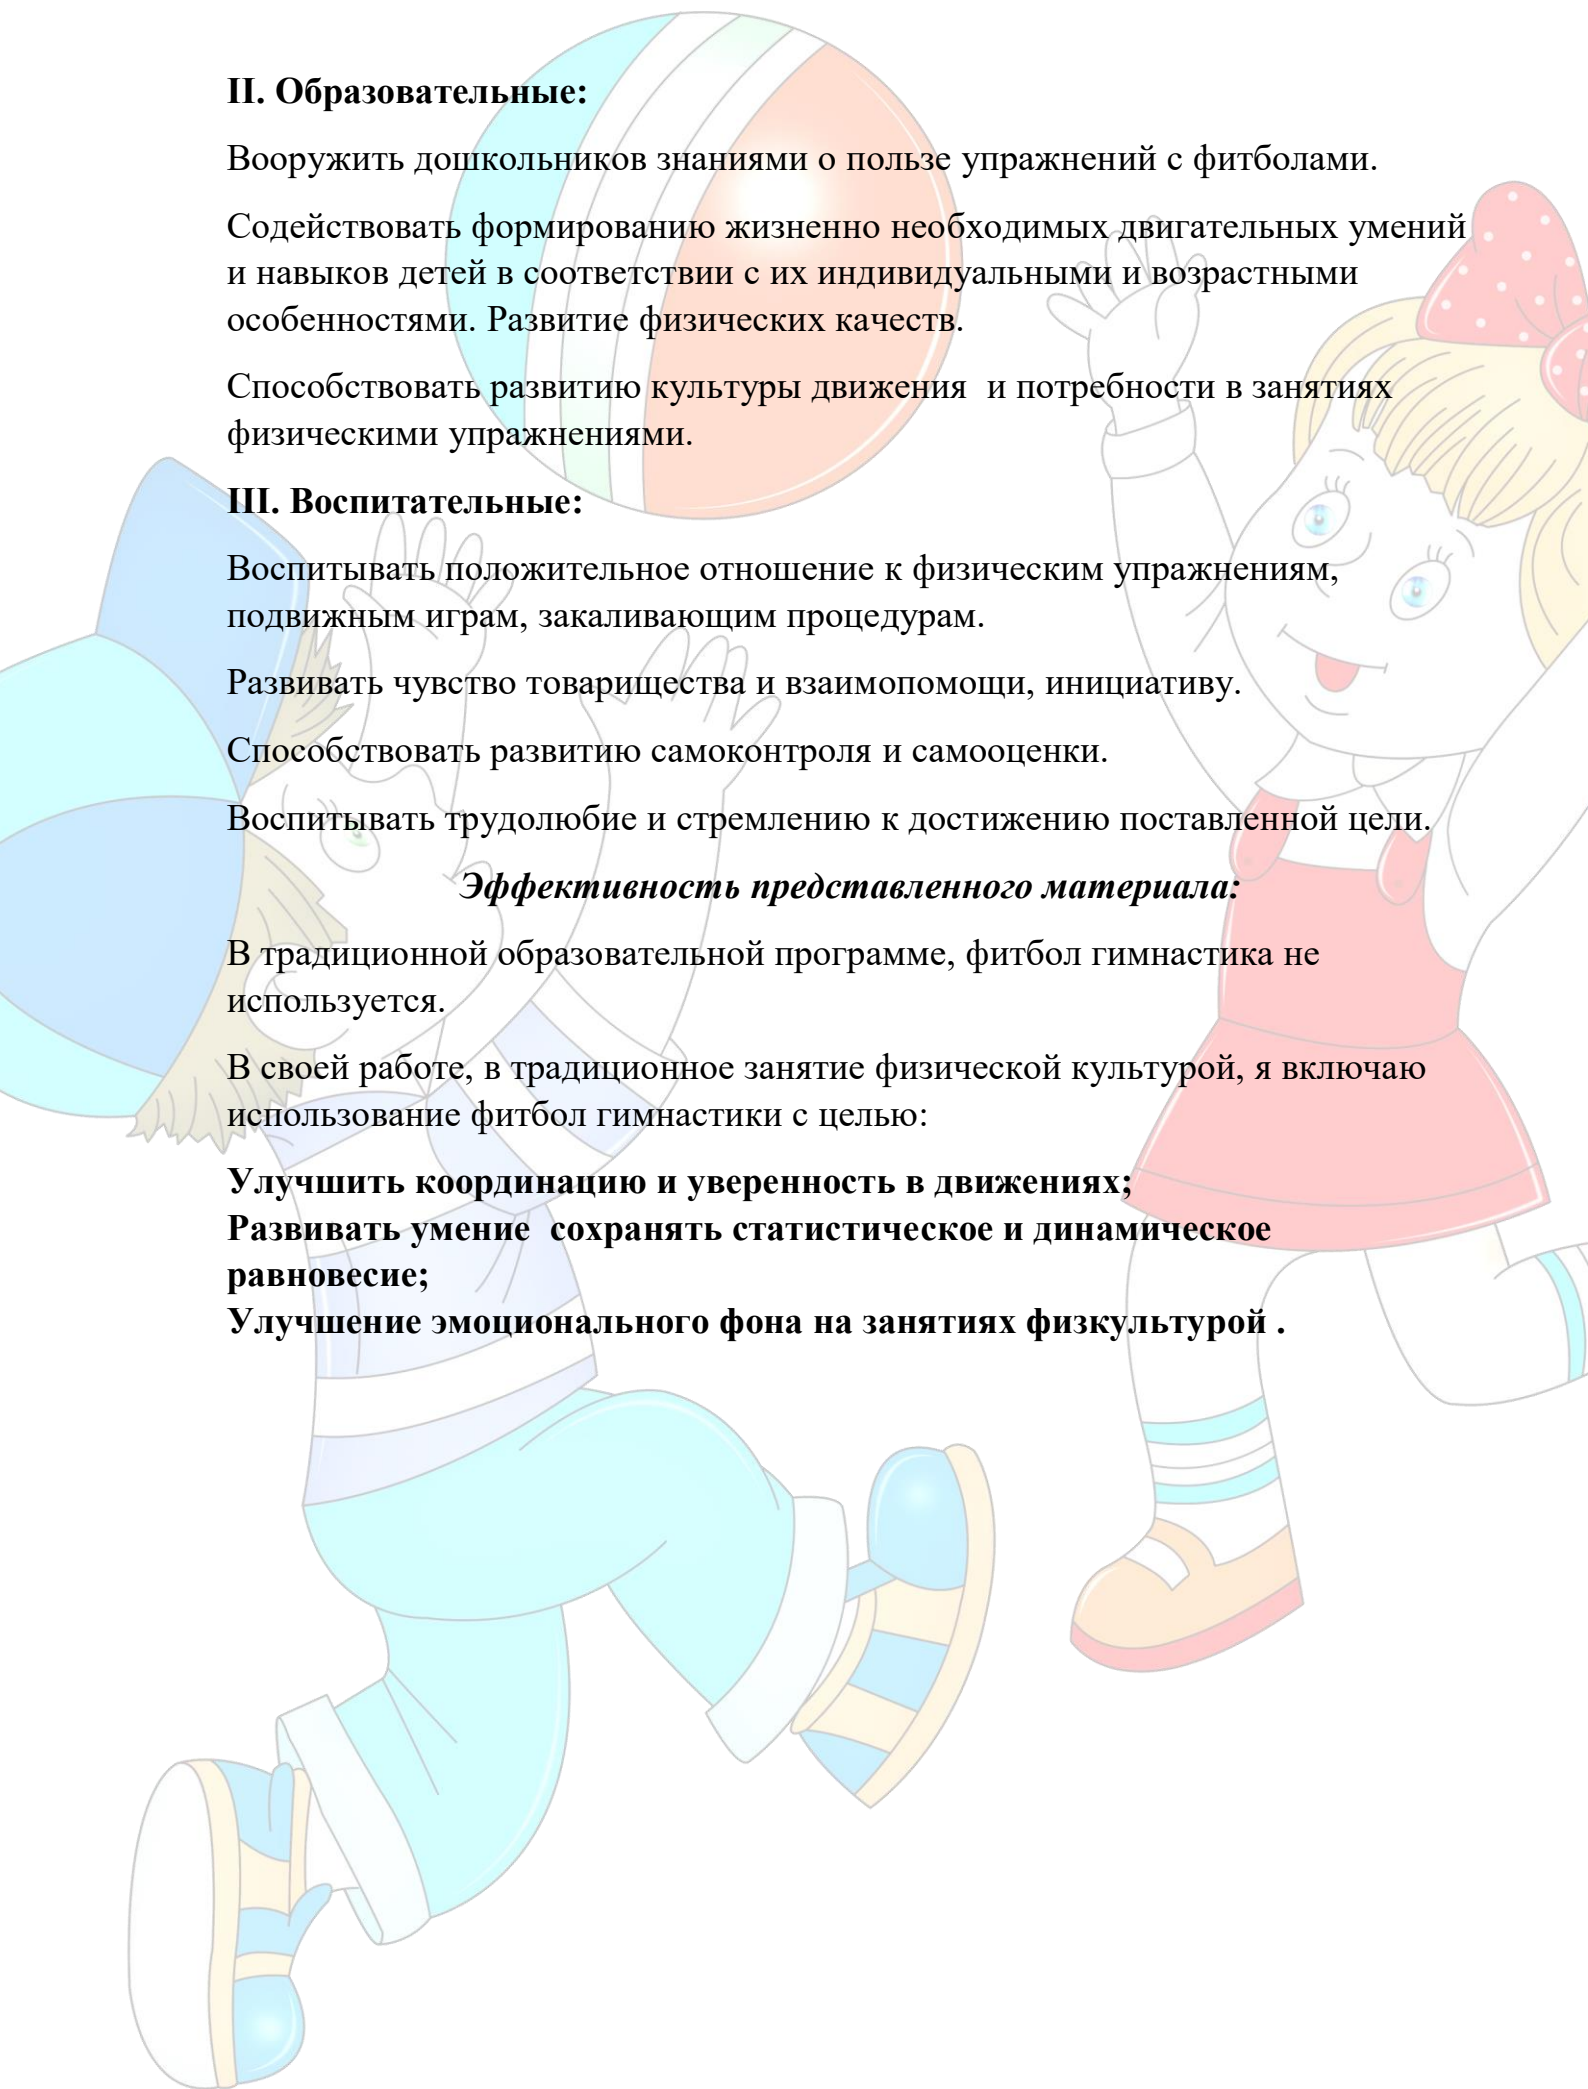 II. Образовательные:
Вооружить дошкольников знаниями о пользе упражнений с фитболами.
Содействовать формированию жизненно необходимых двигательных умений
и навыков детей в соответствии с их индивидуальными и возрастными
особенностями. Развитие физических качеств.
Способствовать развитию культуры движения  и потребности в занятиях
физическими упражнениями.
III. Воспитательные:
Воспитывать положительное отношение к физическим упражнениям,
подвижным играм, закаливающим процедурам.
Развивать чувство товарищества и взаимопомощи, инициативу.
Способствовать развитию самоконтроля и самооценки.
Воспитывать трудолюбие и стремлению к достижению поставленной цели.
Эффективность представленного материала:
В традиционной образовательной программе, фитбол гимнастика не
используется.
В своей работе, в традиционное занятие физической культурой, я включаю
использование фитбол гимнастики с целью:
Улучшить координацию и уверенность в движениях;
Развивать умение  сохранять статистическое и динамическое
равновесие;
Улучшение эмоционального фона на занятиях физкультурой .